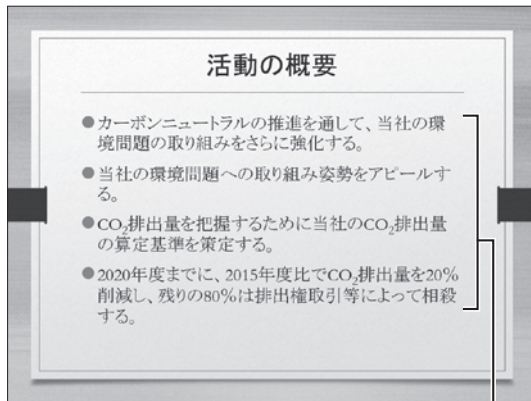 活動の概要
●カーボンニュートラルの推進を通して、当社の環
境問題の取り組みをさらに強化する。
●当社の環境問題への取り組み姿勢をアピールす
る。
●CO₂排出量を把握するために当社のCO₂排出量
の算定基準を策定する。
●2020年度までに、2015年度比でCO₂排出量を20%
削減し、残りの80%は排出権取引等によって相殺
する。